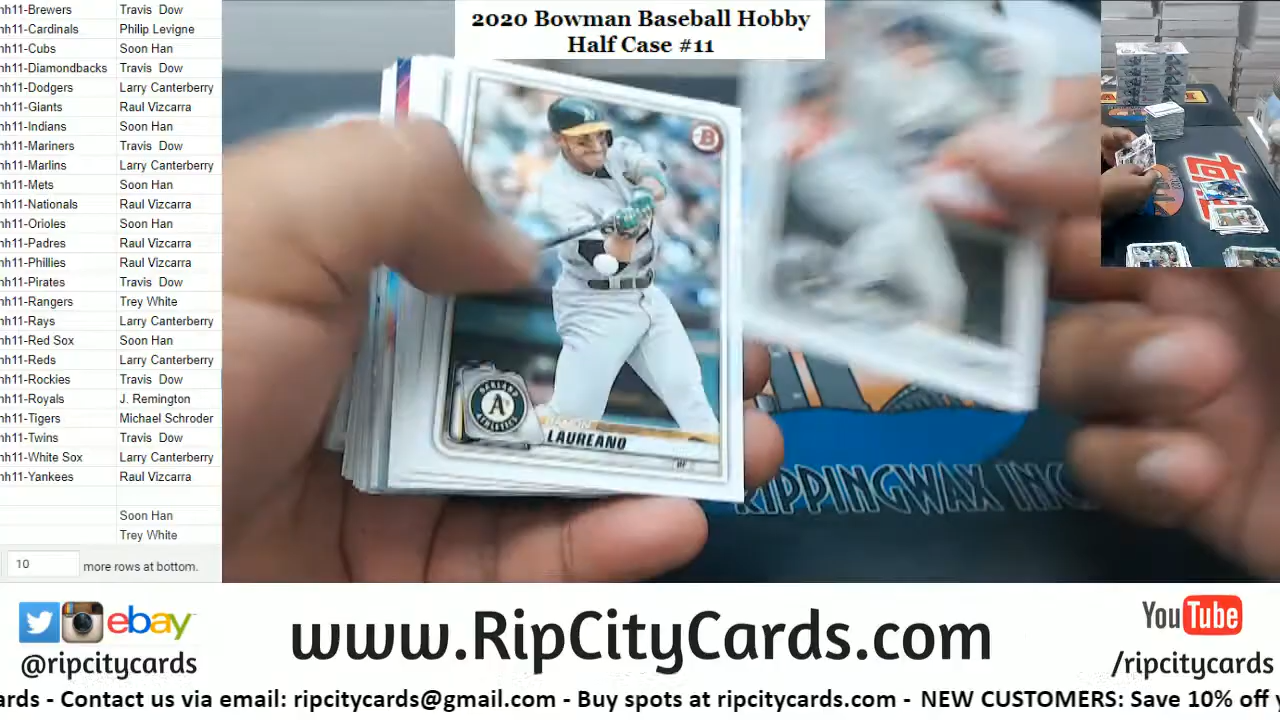 2020 Bowman Baseball Hobby
Half Case #11
nh11-Brewers Travis Dow
nh11-Cardinals Philip Levigne
nh11-Cubs Soon Han
nh11-Diamondbacks Travis Dow
nh11-Dodgers Larry Canterberry
nh11-Giants Raul Vizcarra
nh11-Indians Soon Han
nh11-Mariners Travis Dow
nh11-Marlins Larry Canterberry
nh11-Mets Soon Han
nh11-Nationals Raul Vizcarra
nh11-Orioles Soon Han
nh11-Padres Raul Vizcarra
nh11-Phillies Raul Vizcarra
nh11-Pirates Travis Dow
nh11-Rangers Trey White
nh11-Rays Larry Canterberry
nh11-Red Sox Soon Han
nh11-Reds Larry Canterberry
nh11-Rockies Travis Dow
nh11-Royals J. Remington
nh11-Tigers Michael Schroder
nh11-Twins Travis Dow
nh11-White Sox Larry Canterberry
nh11-Yankees Raul Vizcarra
Soon Han
Trey White
10 more rows at bottom.
B
OAKLAND
A's
ATHLETICS
LAUREANO
OF
RIPPINGWAX INC
ebay
@ripcitycards
www.RipCityCards.com
YouTube
/ripcitycards
ards - Contact us via email: ripcitycards@gmail.com - Buy spots at ripcitycards.com - NEW CUSTOMERS: Save 10% off y